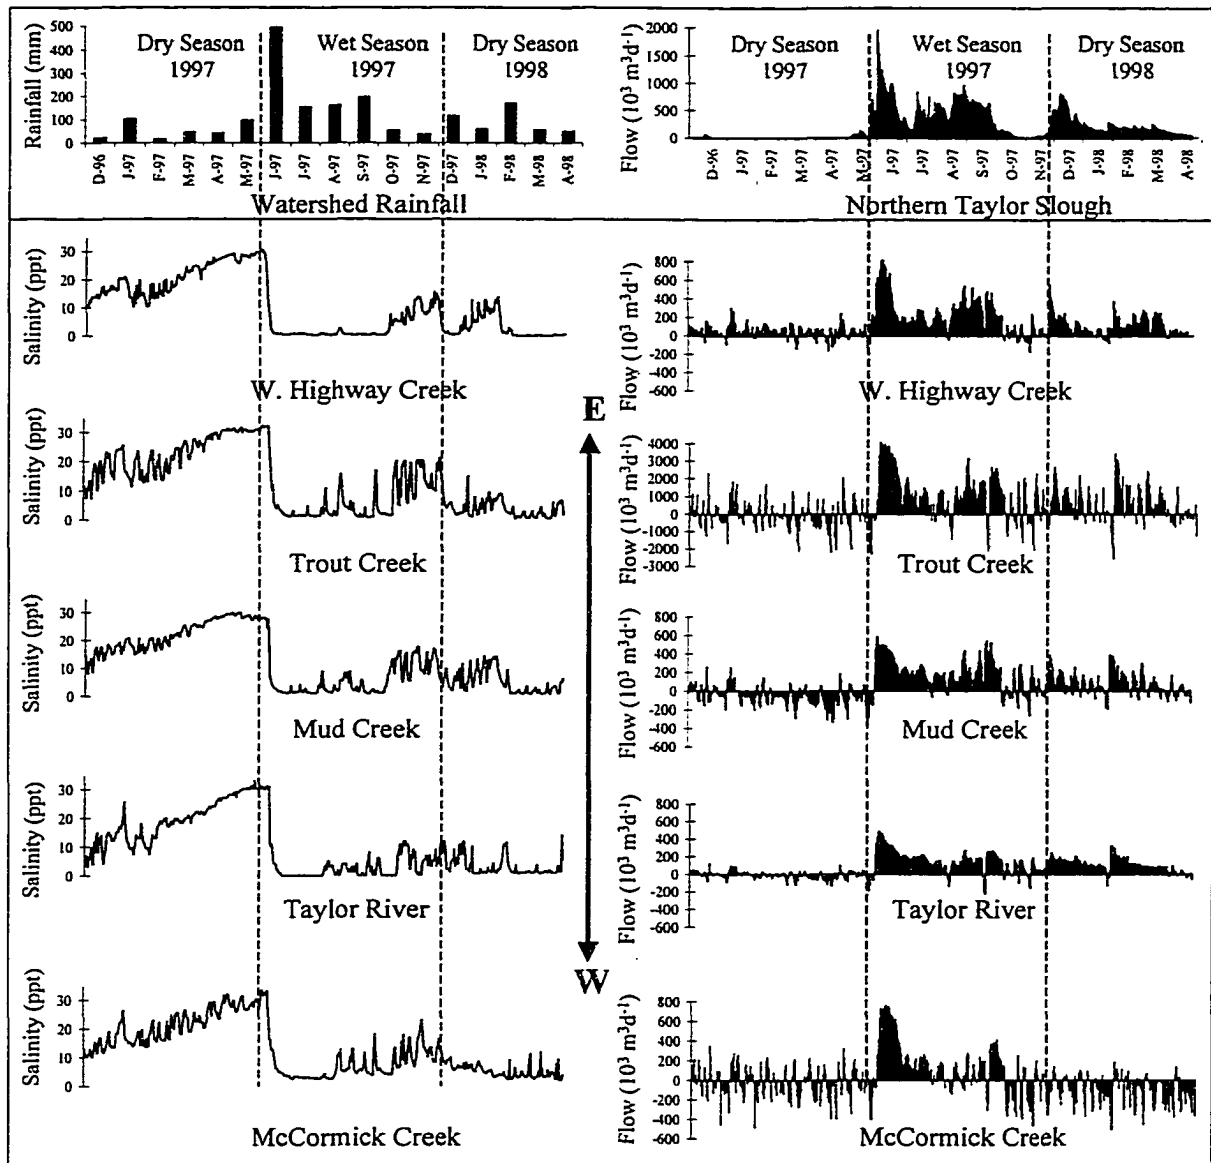 Rainfall (mm)
500
400
300
200
100
0
Dry Season
1997
Wet Season
1997
Dry Season
1998
D-96
J-97
F-97
M-97
A-97
M-97
J-97
J-97
A-97
S-97
O-97
N-97
D-97
J-98
F-98
M-98
A-98
Watershed Rainfall
Flow (10³ m³d⁻¹)
2000
1500
1000
500
0
Dry Season
1997
Wet Season
1997
Dry Season
1998
D-96
J-97
F-97
M-97
A-97
M-97
J-97
J-97
A-97
S-97
O-97
N-97
D-97
J-98
F-98
M-98
A-98
Northern Taylor Slough
Salinity (ppt)
30
20
10
0
W. Highway Creek
Flow (10³ m³d⁻¹)
800
600
400
200
0
-200
-400
-600
W. Highway Creek
E
Salinity (ppt)
30
20
10
0
Trout Creek
Flow (10³ m³d⁻¹)
4000
3000
2000
1000
0
-1000
-2000
-3000
Trout Creek
Salinity (ppt)
30
20
10
0
Mud Creek
Flow (10³ m³d⁻¹)
800
600
400
200
0
-200
-400
-600
Mud Creek
Salinity (ppt)
30
20
10
0
Taylor River
Flow (10³ m³d⁻¹)
800
600
400
200
0
-200
-400
-600
Taylor River
W
Salinity (ppt)
30
20
10
0
McCormick Creek
Flow (10³ m³d⁻¹)
800
600
400
200
0
-200
-400
-600
McCormick Creek